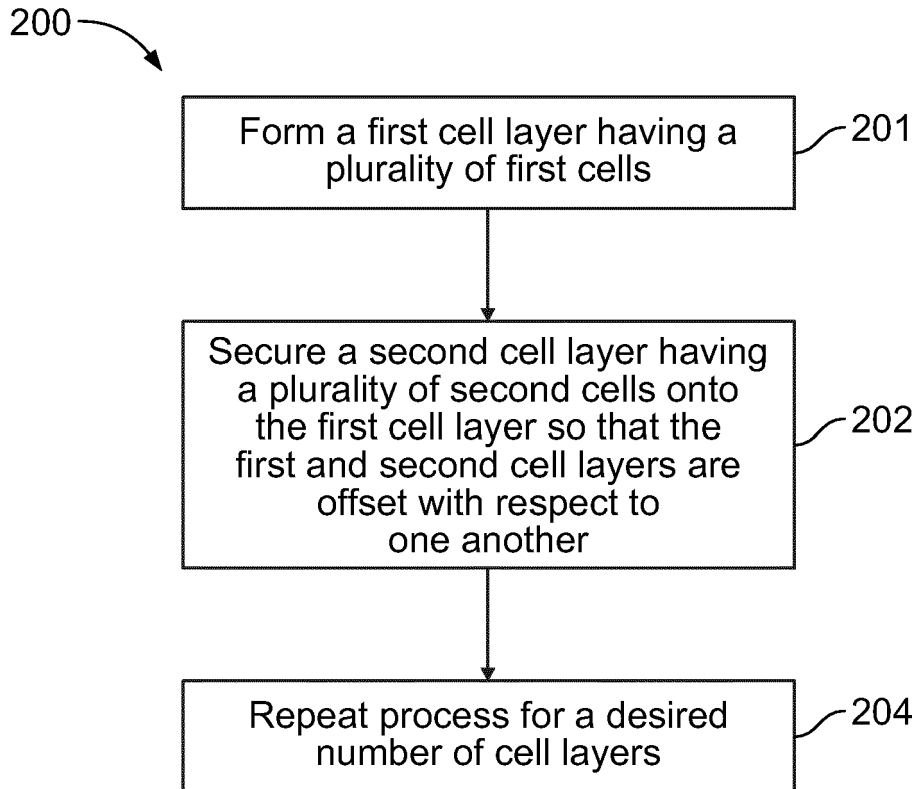 200
Form a first cell layer having a
plurality of first cells
201
Secure a second cell layer having
a plurality of second cells onto
the first cell layer so that the
first and second cell layers are
offset with respect to
one another
202
Repeat process for a desired
number of cell layers
204